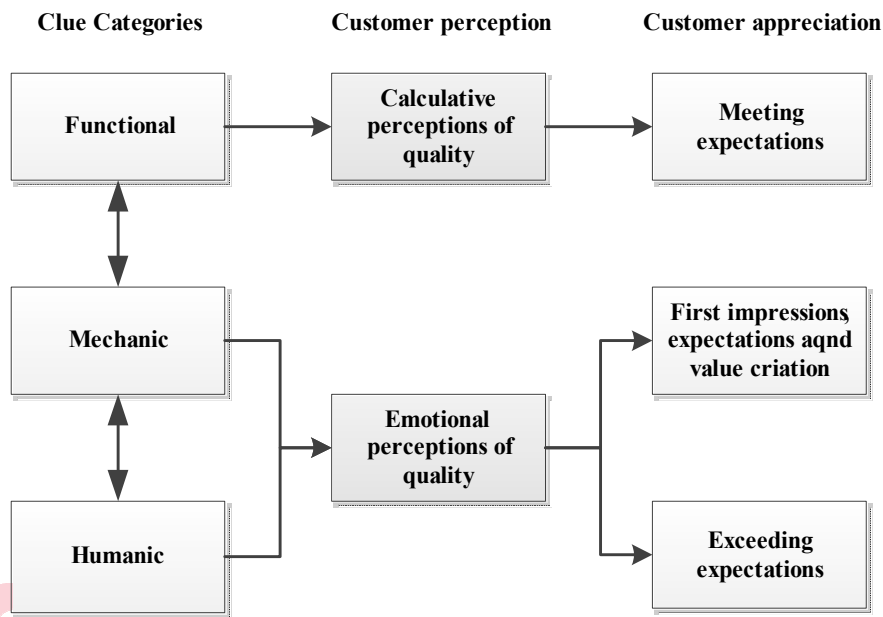 Clue Categories
Customer perception
Customer appreciation
Functional
Calculative
perceptions of
quality
Meeting
expectations
Mechanic
First impressions,
expectations aqnd
value criation
Emotional
perceptions of
quality
Humanic
Exceeding
expectations